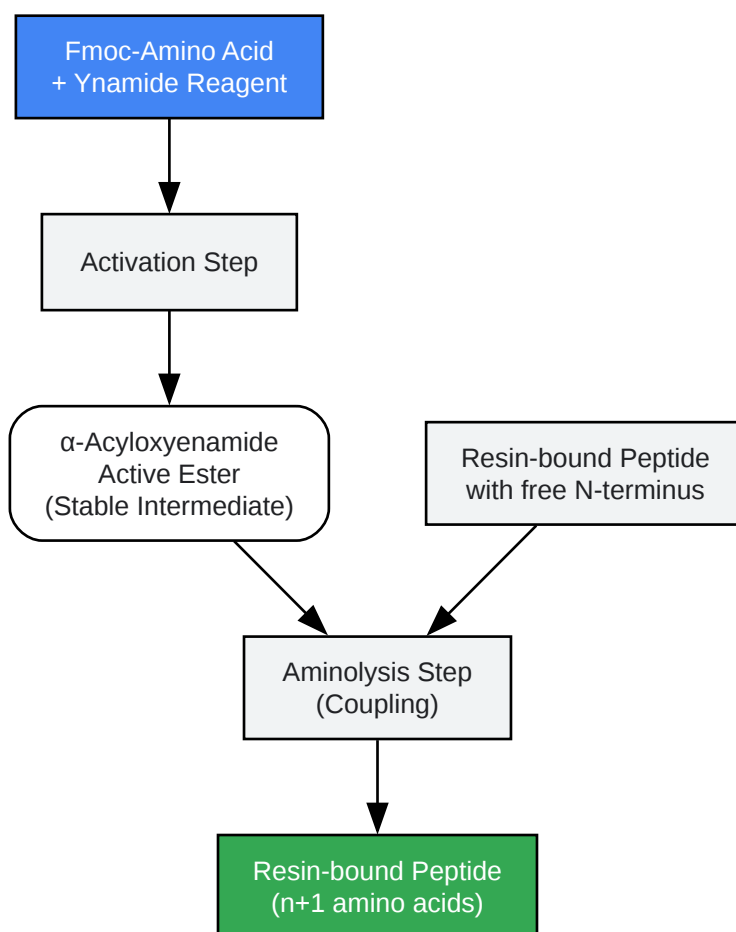 Fmoc-Amino Acid
+ Ynamide Reagent
Activation Step
α-Acyloxyenamide
Active Ester
(Stable Intermediate)
Resin-bound Peptide
with free N-terminus
Aminolysis Step
(Coupling)
Resin-bound Peptide
(n+1 amino acids)